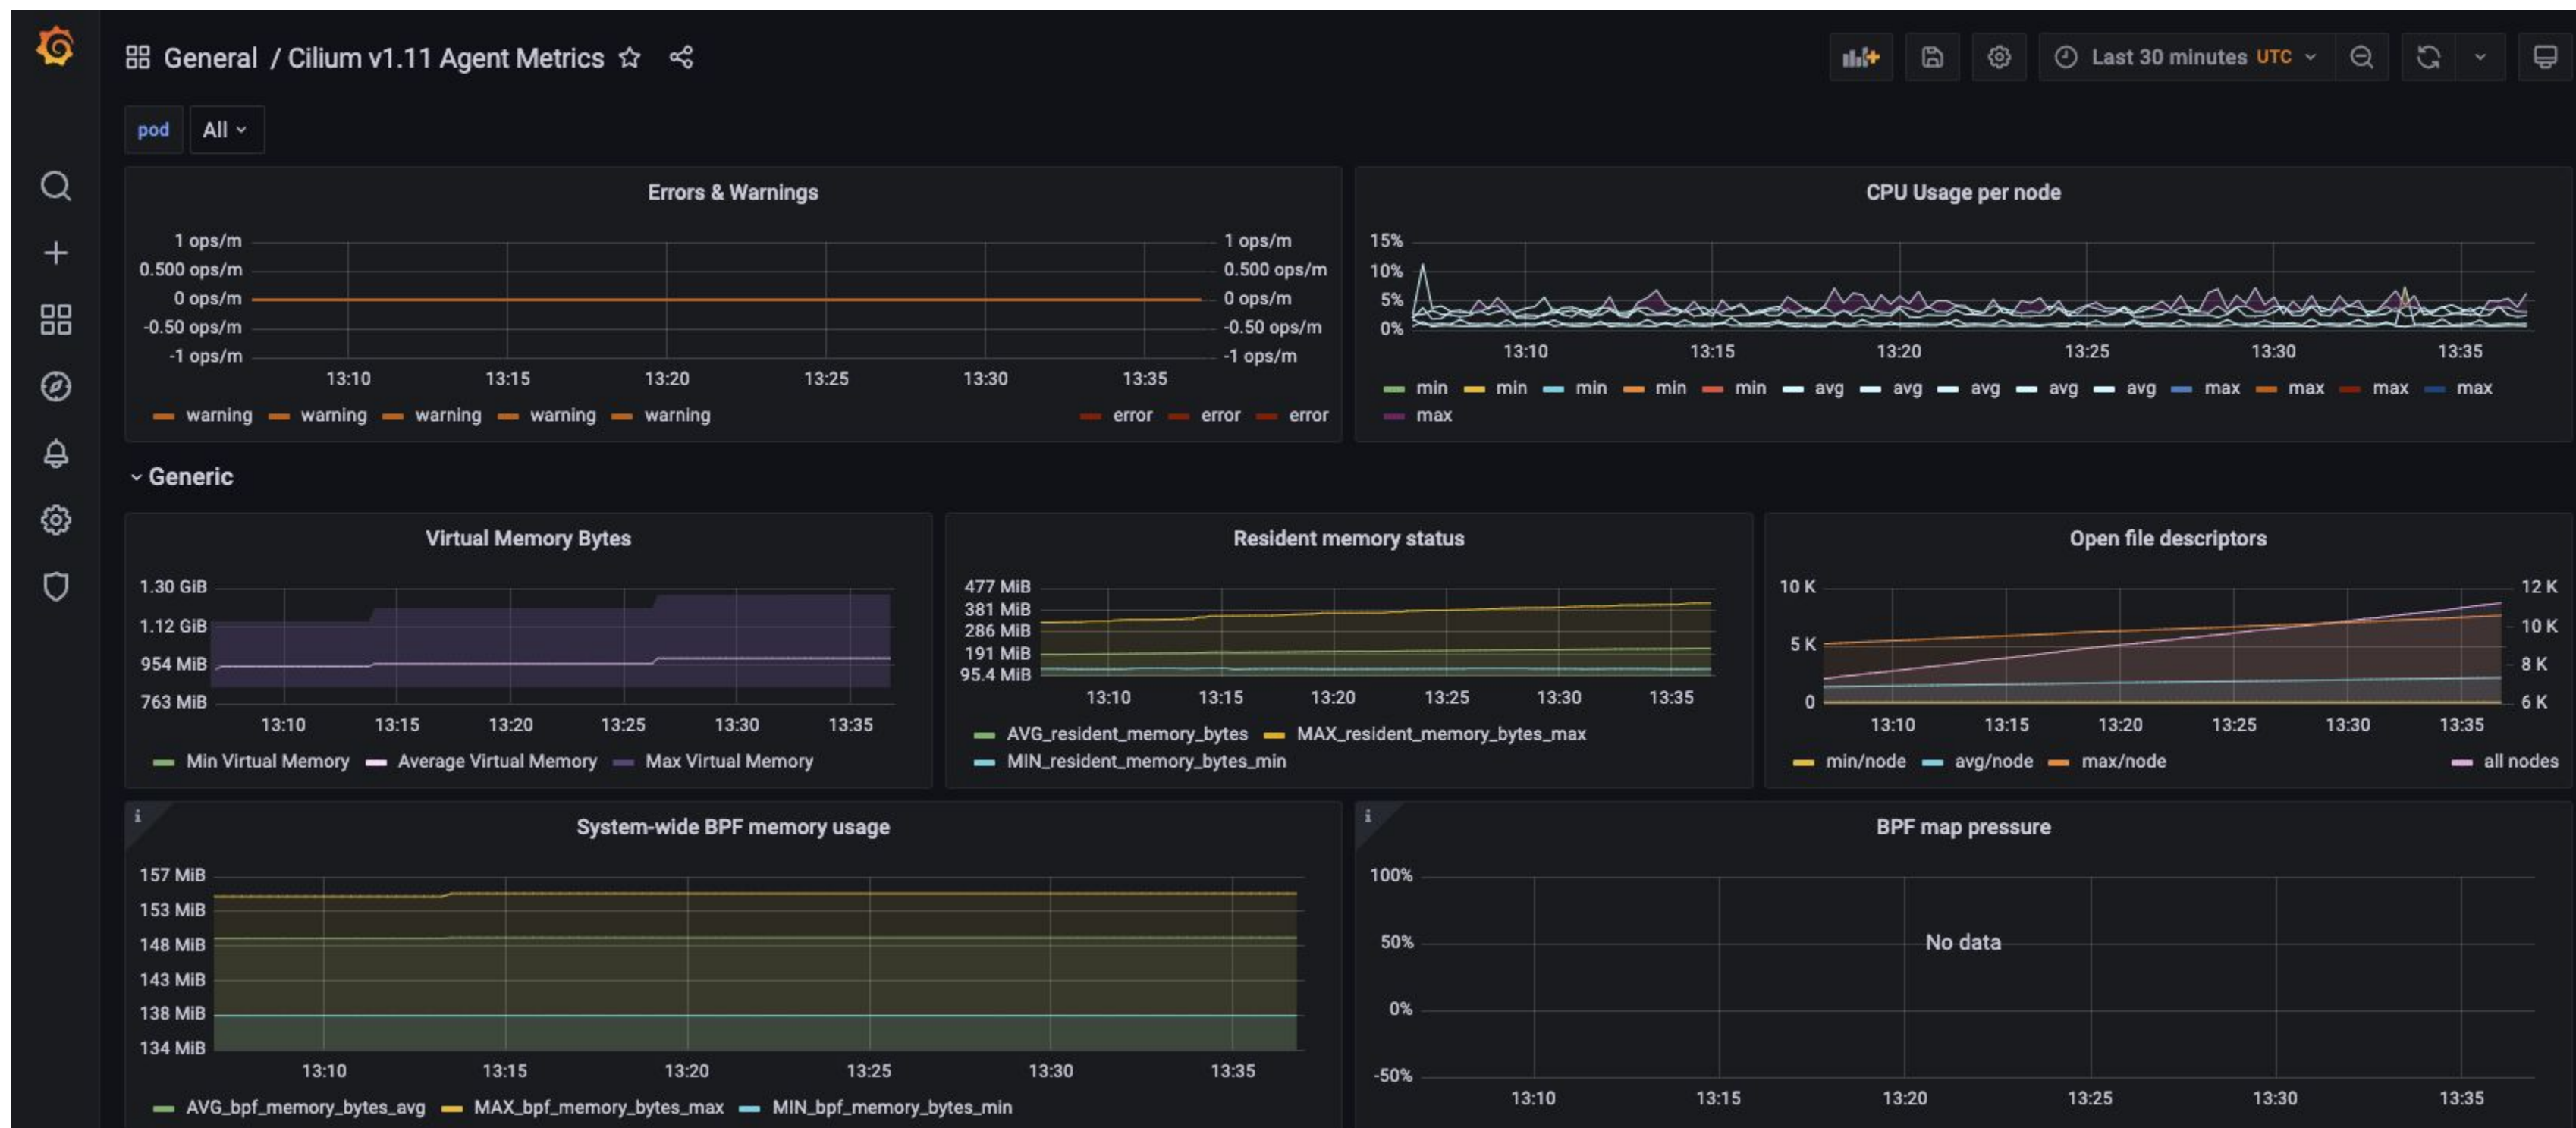 General / Cilium v1.11 Agent Metrics
Last 30 minutes UTC
pod All
Errors & Warnings
1 ops/m
0.500 ops/m
0 ops/m
-0.50 ops/m
-1 ops/m
1 ops/m
0.500 ops/m
0 ops/m
-0.50 ops/m
-1 ops/m
13:10 13:15 13:20 13:25 13:30 13:35
warning warning warning warning warning error error error
CPU Usage per node
15%
10%
5%
0%
13:10 13:15 13:20 13:25 13:30 13:35
min min min min min avg avg avg avg avg max max max max
max
Generic
Virtual Memory Bytes
1.30 GiB
1.12 GiB
954 MiB
763 MiB
13:10 13:15 13:20 13:25 13:30 13:35
Min Virtual Memory Average Virtual Memory Max Virtual Memory
Resident memory status
477 MiB
381 MiB
286 MiB
191 MiB
95.4 MiB
13:10 13:15 13:20 13:25 13:30 13:35
AVG_resident_memory_bytes MAX_resident_memory_bytes_max
MIN_resident_memory_bytes_min
Open file descriptors
10 K
5 K
0
12 K
10 K
8 K
6 K
13:10 13:15 13:20 13:25 13:30 13:35
min/node avg/node max/node all nodes
i
System-wide BPF memory usage
157 MiB
153 MiB
148 MiB
143 MiB
138 MiB
134 MiB
13:10 13:15 13:20 13:25 13:30 13:35
AVG_bpf_memory_bytes_avg MAX_bpf_memory_bytes_max MIN_bpf_memory_bytes_min
i
BPF map pressure
100%
50%
0%
-50%
No data
13:10 13:15 13:20 13:25 13:30 13:35